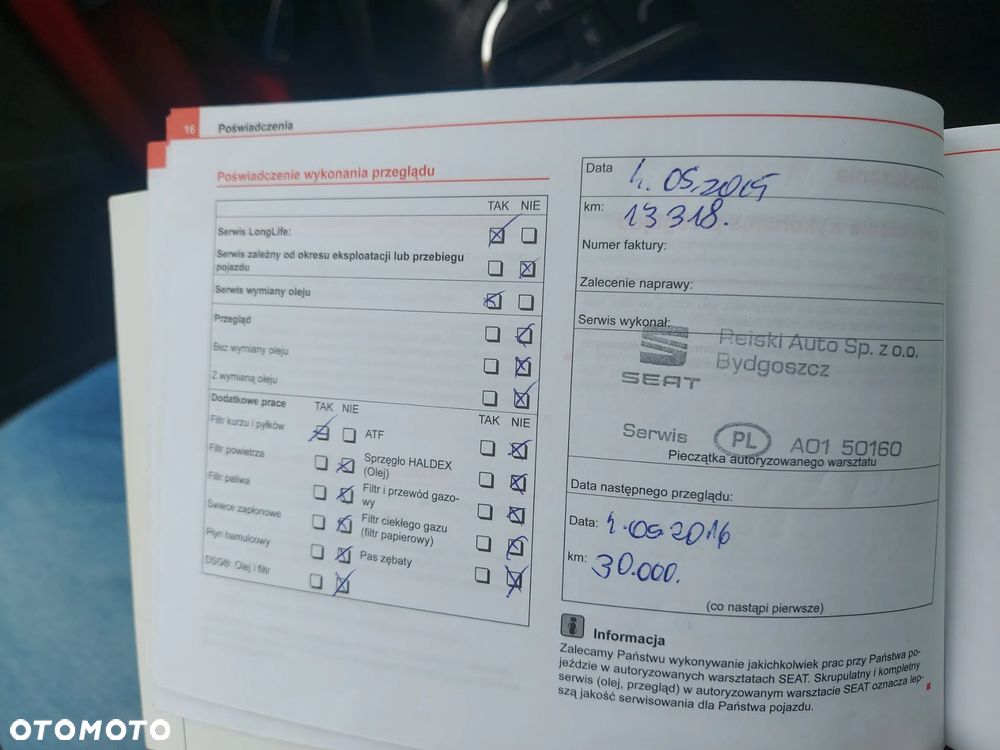 16 Poświadczenia
Poświadczenie wykonania przeglądu
TAK NIE
Serwis LongLife:
Serwis zależny od okresu eksploatacji lub przebiegu
pojazdu
Serwis wymiany oleju
Przegląd
Bez wymiany oleju
Z wymianą oleju
Dodatkowe prace TAK NIE TAK NIE
Filtr kurzu i pyłków ATF
Filtr powietrza Sprzęgło HALDEX
(Olej)
Filtr paliwa Filtr i przewód gazo-
wy
Świece zapłonowe Filtr ciekłego gazu
(filtr papierowy)
Płyn hamulcowy Pas zębaty
DSG®: Olej i filtr
Data 4.05.2015
km: 13318.
Numer faktury:
Zalecenie naprawy:
Serwis wykonał:
SEAT
Reiski Auto Sp. z o.o.
Bydgoszcz
Serwis PL A01 50160
Pieczątka autoryzowanego warsztatu
Data następnego przeglądu:
Data: 4.05.2016
km: 30.000.
(co nastąpi pierwsze)
i Informacja
Zalecamy Państwu wykonywanie jakichkolwiek prac przy Państwa po-
jeździe w autoryzowanych warsztatach SEAT. Skrupulatny i kompletny
serwis (olej, przegląd) w autoryzowanym warsztacie SEAT oznacza lep-
szą jakość serwisowania dla Państwa pojazdu.
OTOMOTO